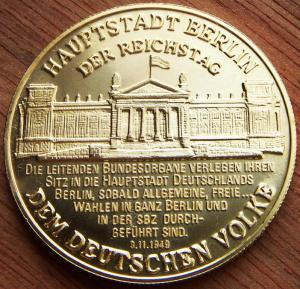 HAUPTSTADT BERLIN
DER REICHSTAG
DIE LEITENDEN BUNDESORGANE VERLEGEN IHREN
SITZ IN DIE HAUPTSTADT DEUTSCHLANDS
BERLIN, SOBALD ALLGEMEINE, FREIE...
WAHLEN IN GANZ BERLIN UND
IN DER SBZ DURCH-
GEFÜHRT SIND.
3.11.1949
DEM DEUTSCHEN VOLKE